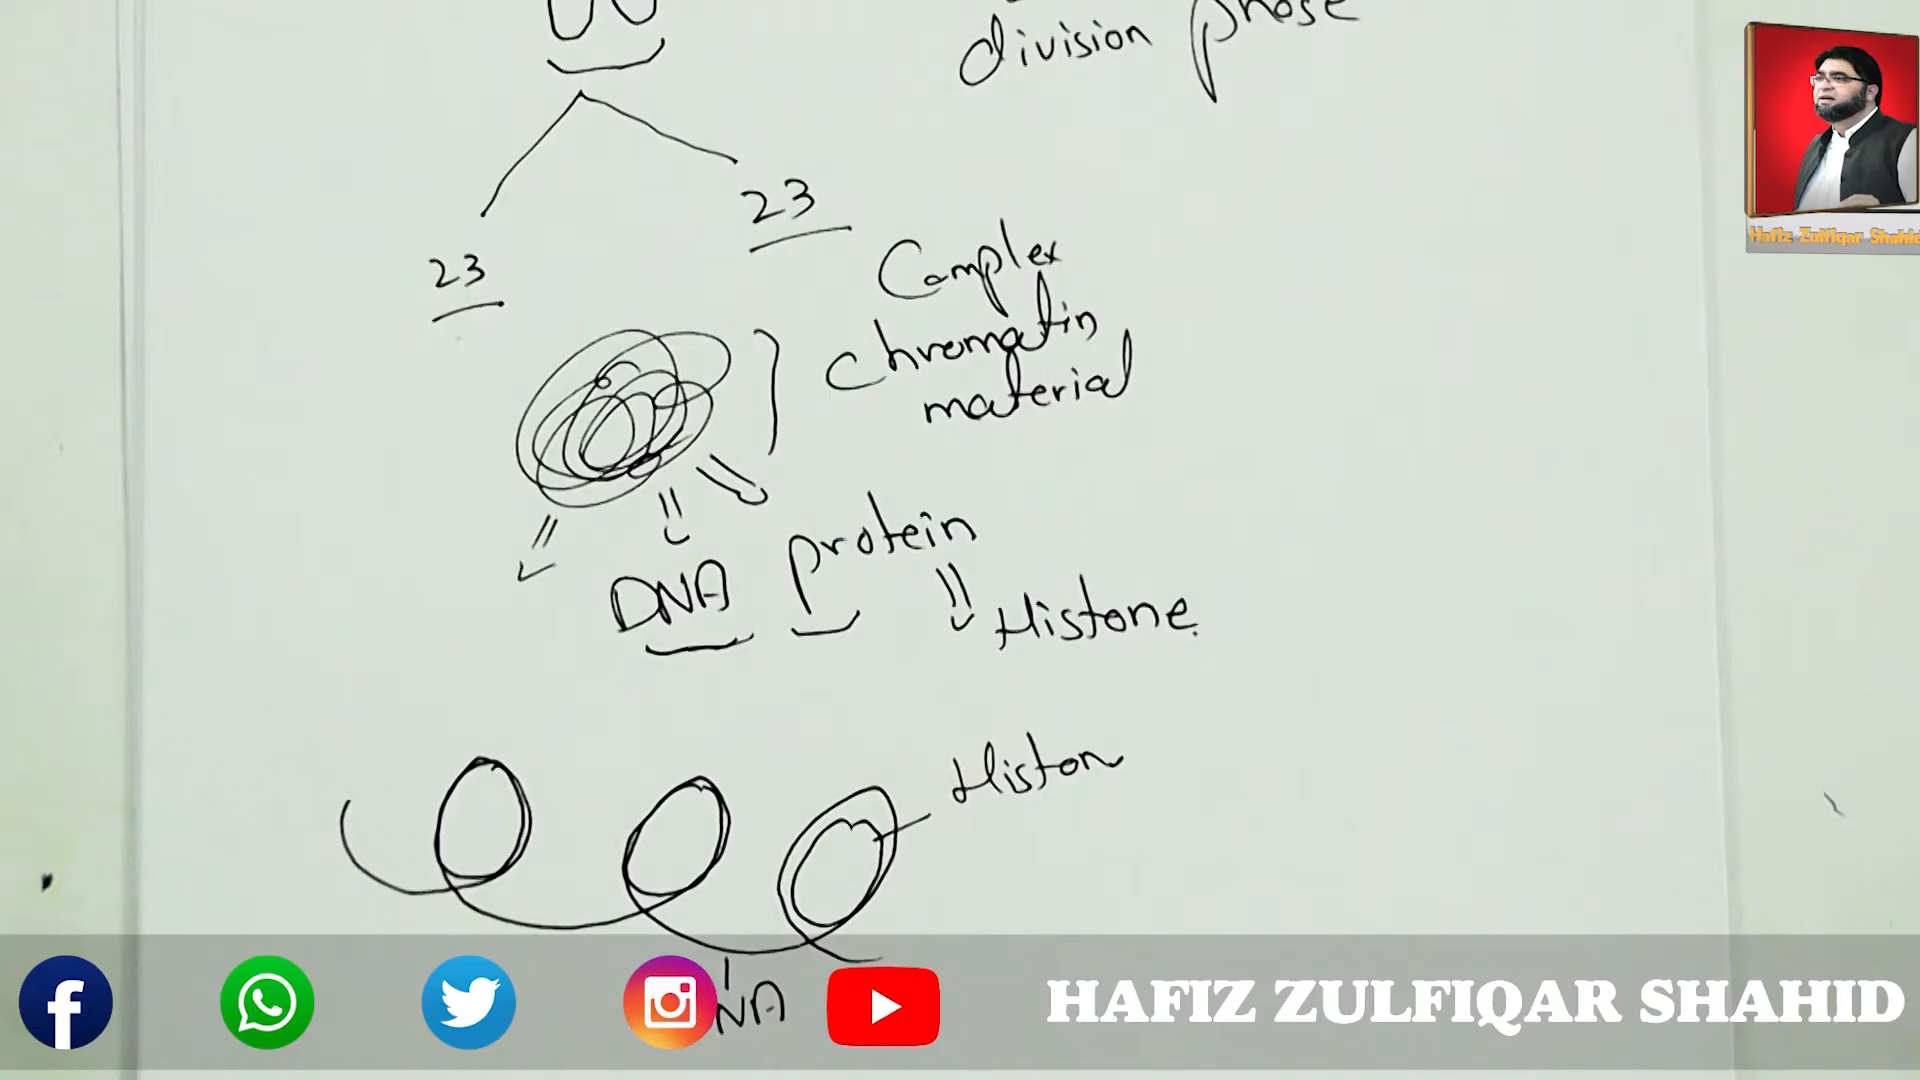 division phase
23
23
Complex
chromatin
material
DNA
protein
Histone
Histon
NA
Hafiz Zulfiqar Shahid
HAFIZ ZULFIQAR SHAHID